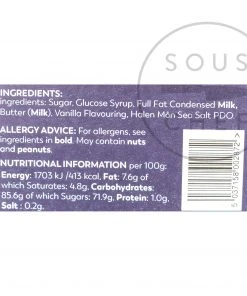 SOUS
INGREDIENTS:
ingredients: Sugar, Glucose Syrup, Full Fat Condensed Milk,
Butter (Milk), Vanilla Flavouring, Halen Môn Sea Salt PDO.
ALLERGY ADVICE: For allergens, see
ingredients in bold. May contain nuts
and peanuts.
NUTRITIONAL INFORMATION per 100g:
Energy: 1703 kJ /413 kcal, Fat: 7.6g of
which Saturates: 4.8g, Carbohydrates:
85.6g of which Sugars: 71.9g, Protein: 1.0g,
Salt : 0.2g.